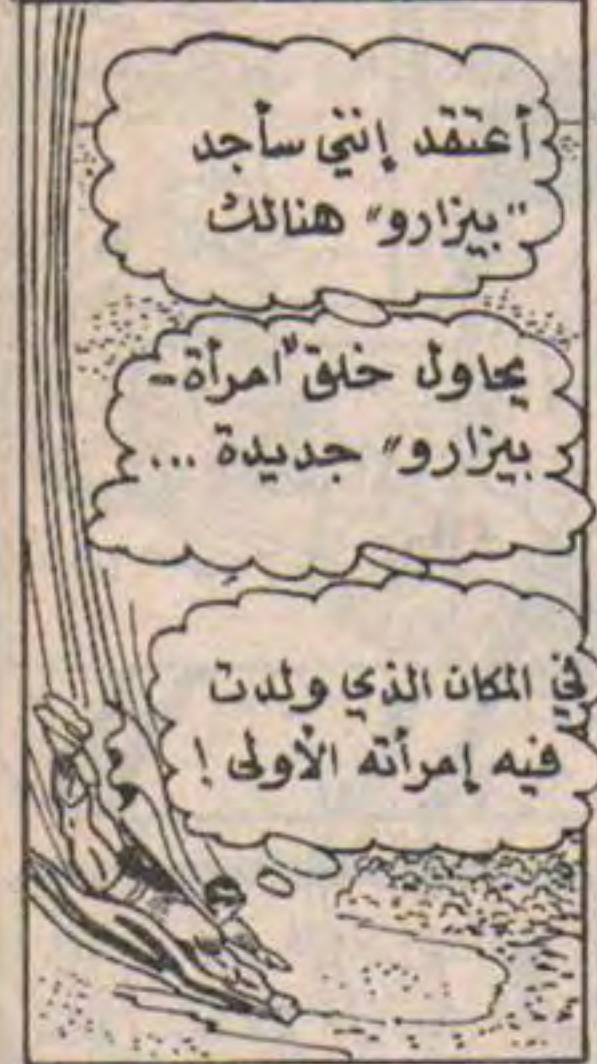 أعتقد إنني سأجد
"بيزارو" هنالك
يحاول خلق "امرأة -
بيزارو" جديدة ...
في المكان الذي ولدت
فيه إمرأته الأولى !